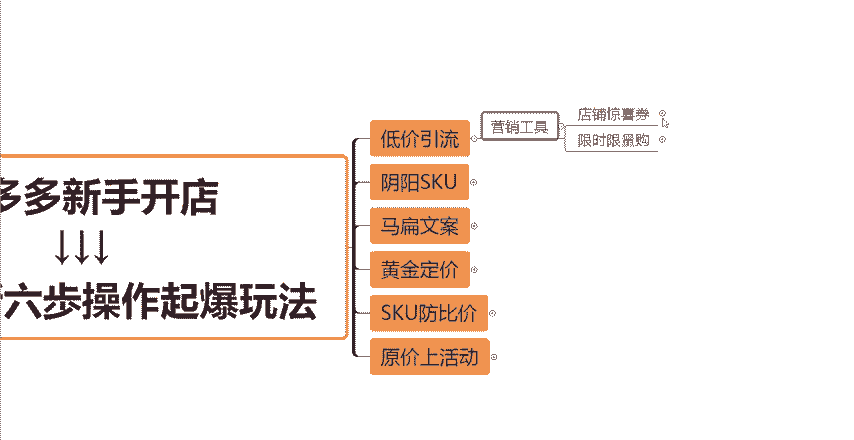 多多新手开店
↓↓↓
六步操作起爆玩法
低价引流
营销工具
店铺惊喜券
限时限量购
阴阳SKU
马扁文案
黄金定价
SKU防比价
原价上活动